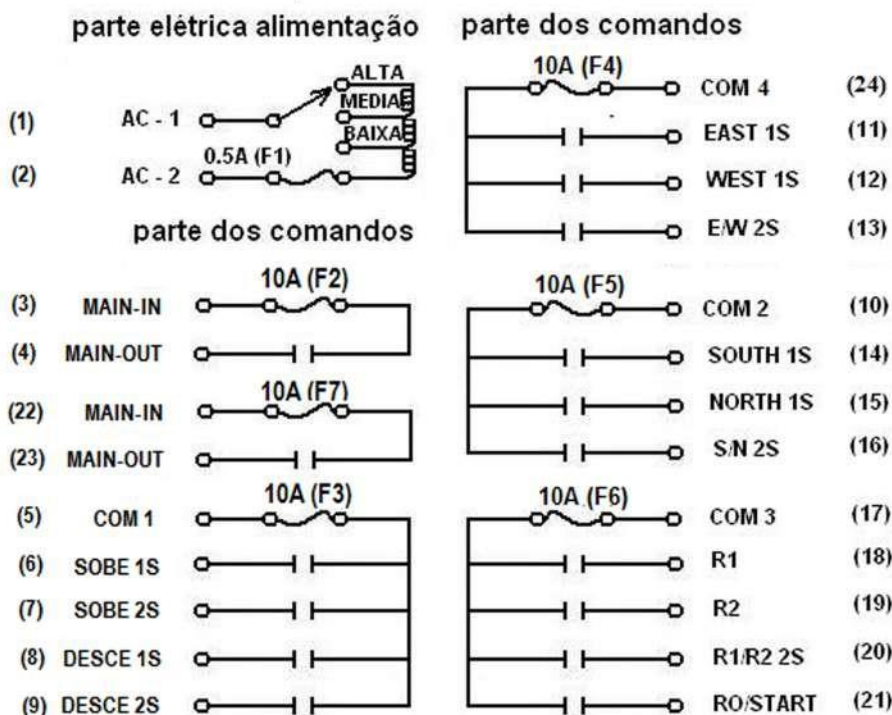 parte elétrica alimentação
ALTA
MEDIA
(1) AC - 1
BAIXA
0.5A (F1)
(2) AC - 2
parte dos comandos
10A (F2)
(3) MAIN-IN
(4) MAIN-OUT
10A (F7)
(22) MAIN-IN
(23) MAIN-OUT
10A (F3)
(5) COM 1
(6) SOBE 1S
(7) SOBE 2S
(8) DESCE 1S
(9) DESCE 2S
parte dos comandos
10A (F4)
COM 4 (24)
EAST 1S (11)
WEST 1S (12)
E/W 2S (13)
10A (F5)
COM 2 (10)
SOUTH 1S (14)
NORTH 1S (15)
S/N 2S (16)
10A (F6)
COM 3 (17)
R1 (18)
R2 (19)
R1/R2 2S (20)
RO/START (21)